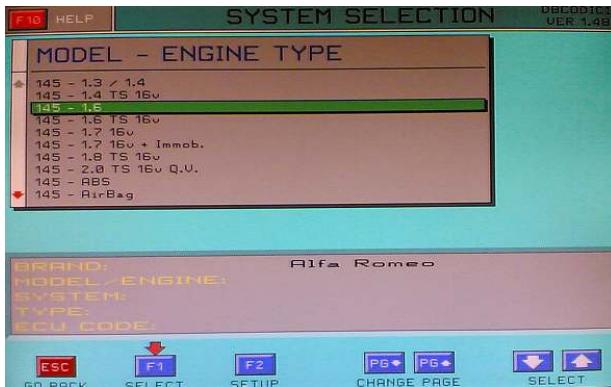 F10 HELP
SYSTEM SELECTION
VER 1.48
MODEL - ENGINE TYPE
145 - 1.3 / 1.4
145 - 1.4 TS 16v
145 - 1.6
145 - 1.6 TS 16v
145 - 1.7 16v
145 - 1.7 16v + Immob.
145 - 1.8 TS 16v
145 - 2.0 TS 16v Q.V.
145 - ABS
145 - AirBag
BRAND: Alfa Romeo
MODEL/ENGINE:
SYSTEM:
TYPE:
ECU CODE:
ESC F1 F2 PG PG
GO BACK SELECT SETUP CHANGE PAGE SELECT